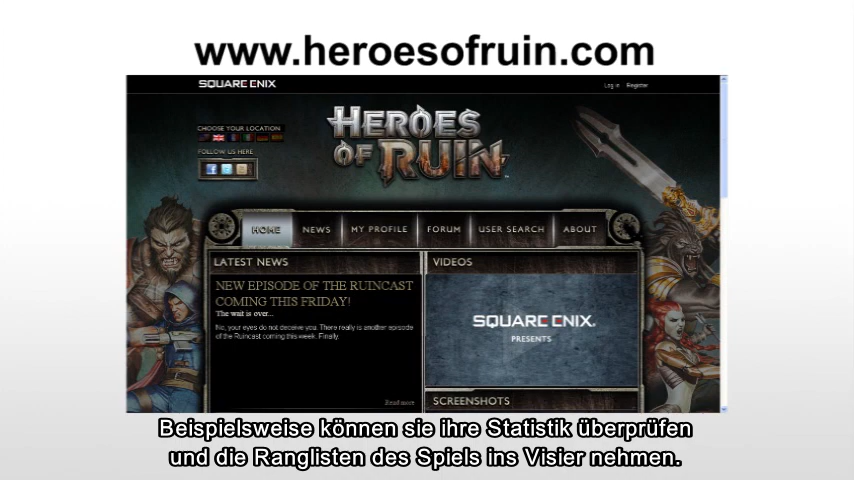 www.heroesofruin.com
SQUARE ENIX
Log in Register
CHOOSE YOUR LOCATION
FOLLOW US HERE
HEROES
OF RUIN™
HOME NEWS MY PROFILE FORUM USER SEARCH ABOUT
LATEST NEWS
NEW EPISODE OF THE RUINCAST
COMING THIS FRIDAY!
The wait is over...
No, your eyes do not deceive you. There really is another episode
of the Ruincast coming this week. Finally.
Read more
VIDEOS
SQUARE ENIX.
PRESENTS
SCREENSHOTS
Beispielsweise können sie ihre Statistik überprüfen
und die Ranglisten des Spiels ins Visier nehmen.